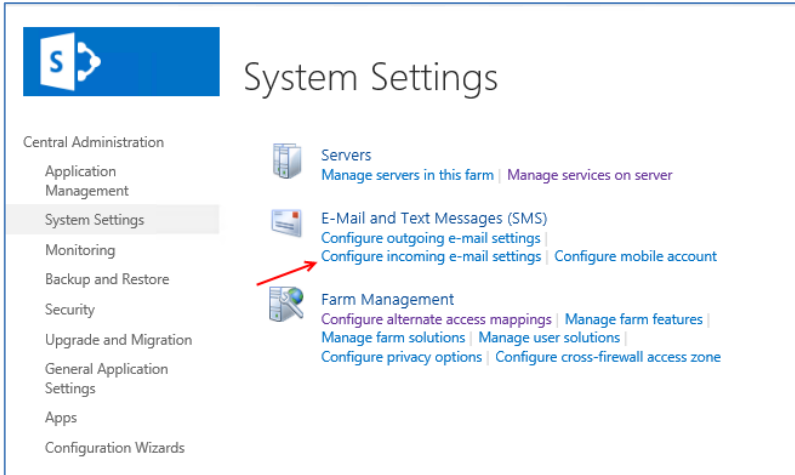 S
System Settings
Central Administration
Application
Management
System Settings
Monitoring
Backup and Restore
Security
Upgrade and Migration
General Application
Settings
Apps
Configuration Wizards
Servers
Manage servers in this farm | Manage services on server
E-Mail and Text Messages (SMS)
Configure outgoing e-mail settings |
Configure incoming e-mail settings | Configure mobile account
Farm Management
Configure alternate access mappings | Manage farm features |
Manage farm solutions | Manage user solutions |
Configure privacy options | Configure cross-firewall access zone